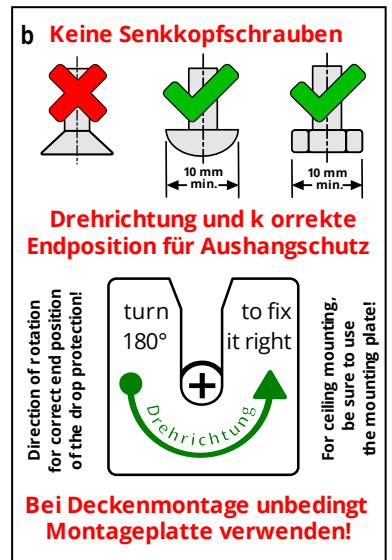 b Keine Senkkopfschrauben
10 mm
min.
10 mm
min.
Drehrichtung und k orrekte
Endposition für Aushangschutz
Direction of rotation
for correct end position
of the drop protection!
turn
180°
to fix
it right
Drehrichtung
For ceiling mounting,
be sure to use
the mounting plate!
Bei Deckenmontage unbedingt
Montageplatte verwenden!